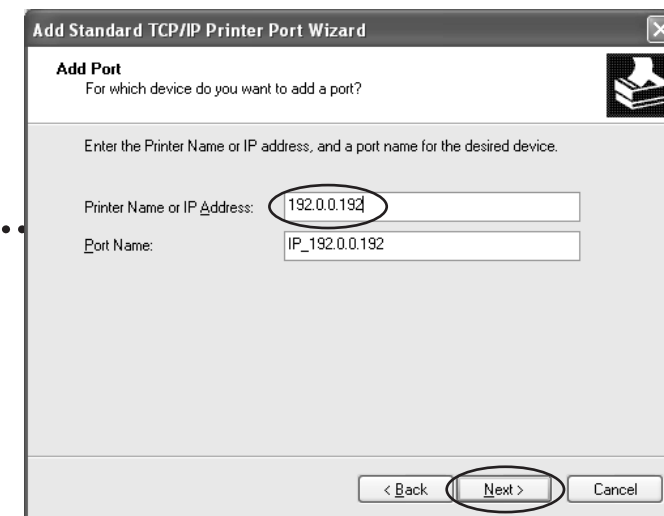 Add Standard TCP/IP Printer Port Wizard
Add Port
For which device do you want to add a port?
Enter the Printer Name or IP address, and a port name for the desired device.
Printer Name or IP Address: 192.0.0.192
Port Name: IP_192.0.0.192
< Back Next > Cancel